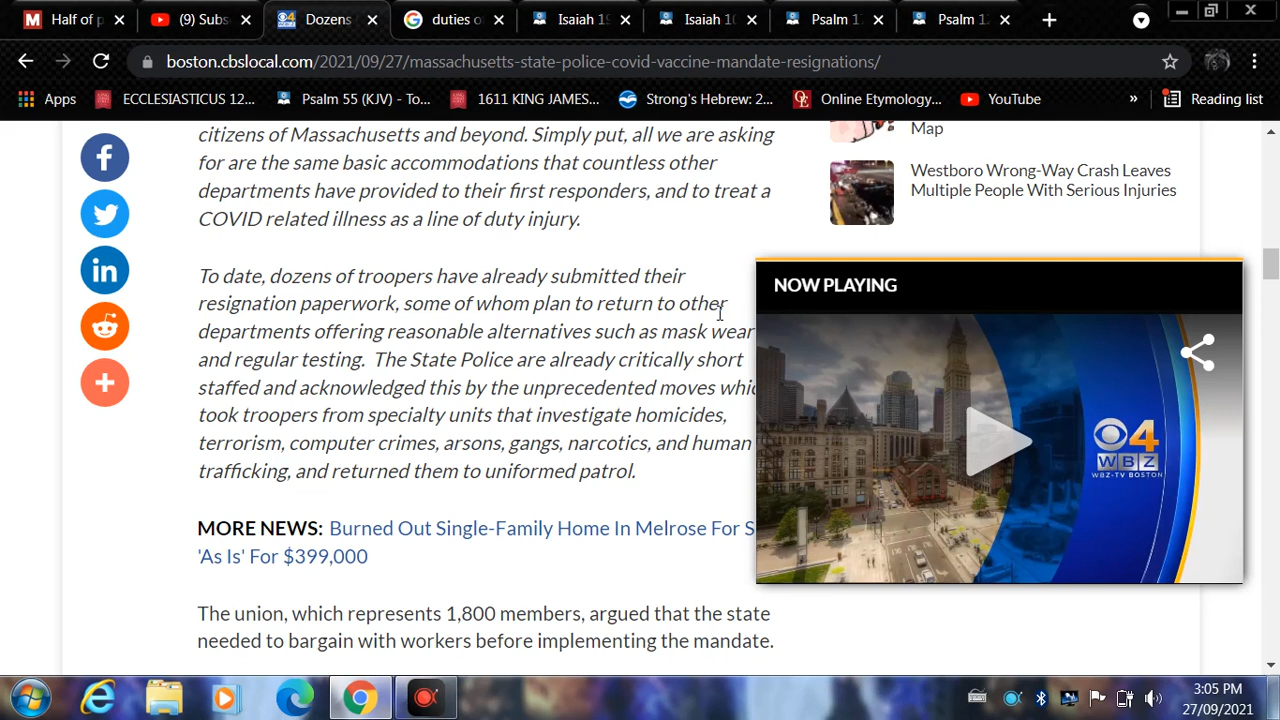 Half of p
(9) Subs
Dozens
duties o
Isaiah 19
Isaiah 10
Psalm 1
Psalm 12
boston.cbslocal.com/2021/09/27/massachusetts-state-police-covid-vaccine-mandate-resignations/
Apps
ECCLESIASTICUS 12...
Psalm 55 (KJV) - To...
1611 KING JAMES...
Strong's Hebrew: 2...
Online Etymology...
YouTube
Reading list
citizens of Massachusetts and beyond. Simply put, all we are asking
for are the same basic accommodations that countless other
departments have provided to their first responders, and to treat a
COVID related illness as a line of duty injury.
To date, dozens of troopers have already submitted their
resignation paperwork, some of whom plan to return to other
departments offering reasonable alternatives such as mask wear
and regular testing.  The State Police are already critically short
staffed and acknowledged this by the unprecedented moves whic
took troopers from specialty units that investigate homicides,
terrorism, computer crimes, arsons, gangs, narcotics, and human
trafficking, and returned them to uniformed patrol.
MORE NEWS: Burned Out Single-Family Home In Melrose For S
'As Is' For $399,000
The union, which represents 1,800 members, argued that the state
needed to bargain with workers before implementing the mandate.
Map
Westboro Wrong-Way Crash Leaves
Multiple People With Serious Injuries
NOW PLAYING
4
WBZ
WBZ-TV BOSTON
3:05 PM
27/09/2021